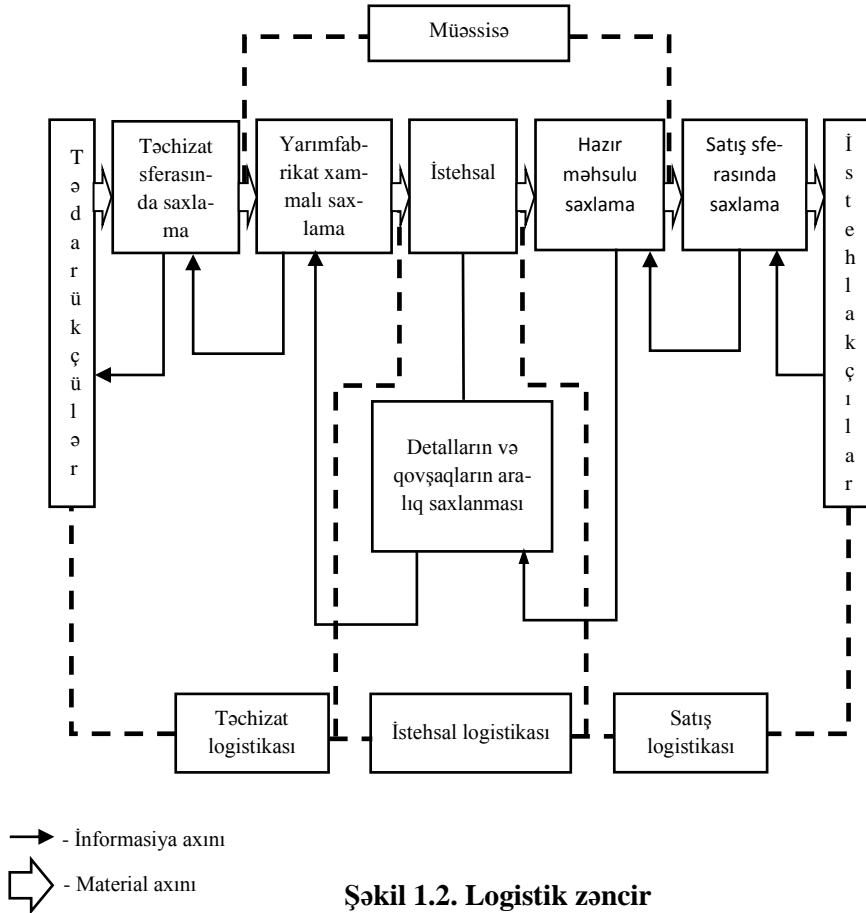 Müəssisə
T
ə
d
a
r
ü
k
ç
ü
l
ə
r
Təchizat
sferasın-
da saxla-
ma
Yarımfab-
rikat xam-
malı sax-
lama
İstehsal
Hazır
məhsulu
saxlama
Satış sfe-
rasında
saxlama
İ
s
t
e
h
l
a
k
ç
ı
l
a
r
Detalların və
qovşaqların ara-
lıq saxlanması
Təchizat
logistikası
İstehsal logistikası
Satış
logistikası
- İnformasiya axını
- Material axını
Şəkil 1.2. Logistik zəncir